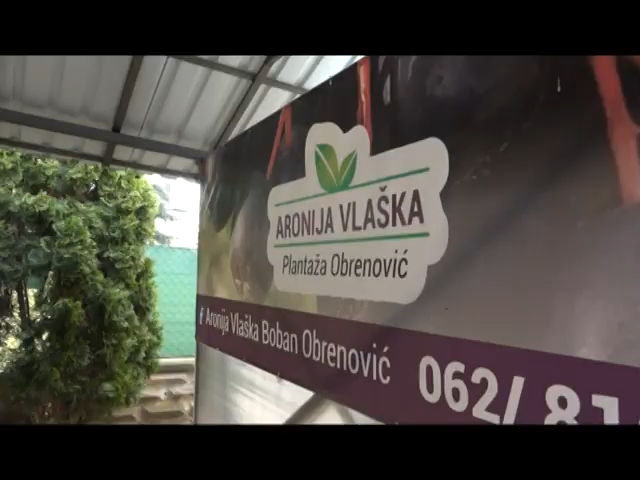 ARONIJA VLAŠKA
Plantaža Obrenović
Aronija Vlaška Boban Obrenović
062/ 81